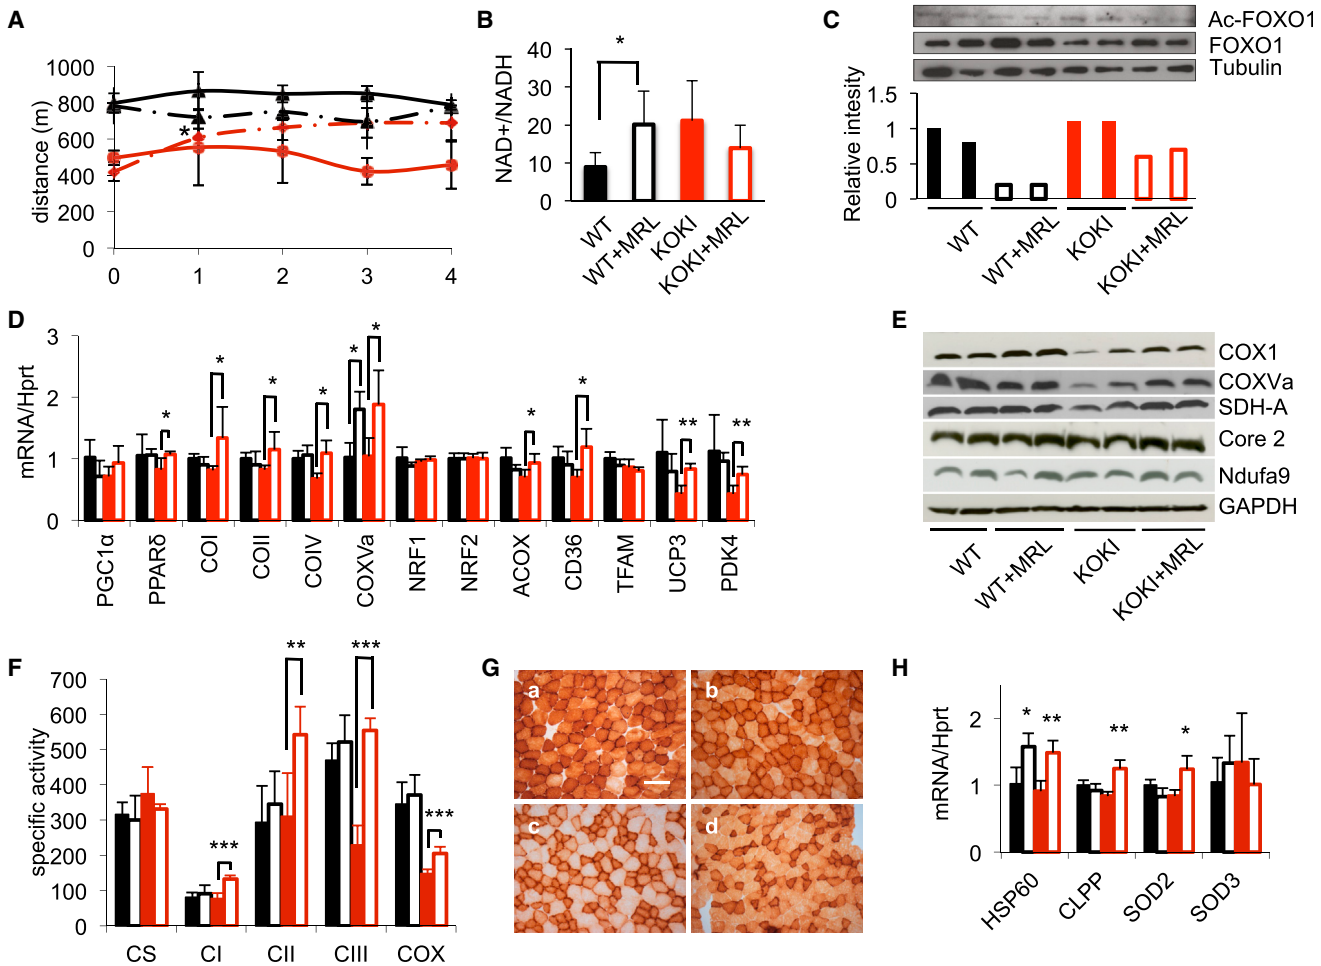 A
1000
800
600
400
200
0
distance (m)
*
0 1 2 3 4
B
40
30
20
10
0
NAD+/NADH
*
WT
WT+MRL
KOKI
KOKI+MRL
C
Ac-FOXO1
FOXO1
Tubulin
1.5
1
0.5
0
Relative intesity
WT
WT+MRL
KOKI
KOKI+MRL
D
3
2
1
0
mRNA/Hprt
* * * * * * * * ** **
PGC1α
PPARδ
COI
COII
COIV
COXVa
NRF1
NRF2
ACOX
CD36
TFAM
UCP3
PDK4
E
COX1
COXVa
SDH-A
Core 2
Ndufa9
GAPDH
WT
WT+MRL
KOKI
KOKI+MRL
F
700
600
500
400
300
200
100
0
specific activity
*** ** *** ***
CS CI CII CIII COX
G
a
b
c
d
H
2
1
0
mRNA/Hprt
* ** ** *
HSP60
CLPP
SOD2
SOD3